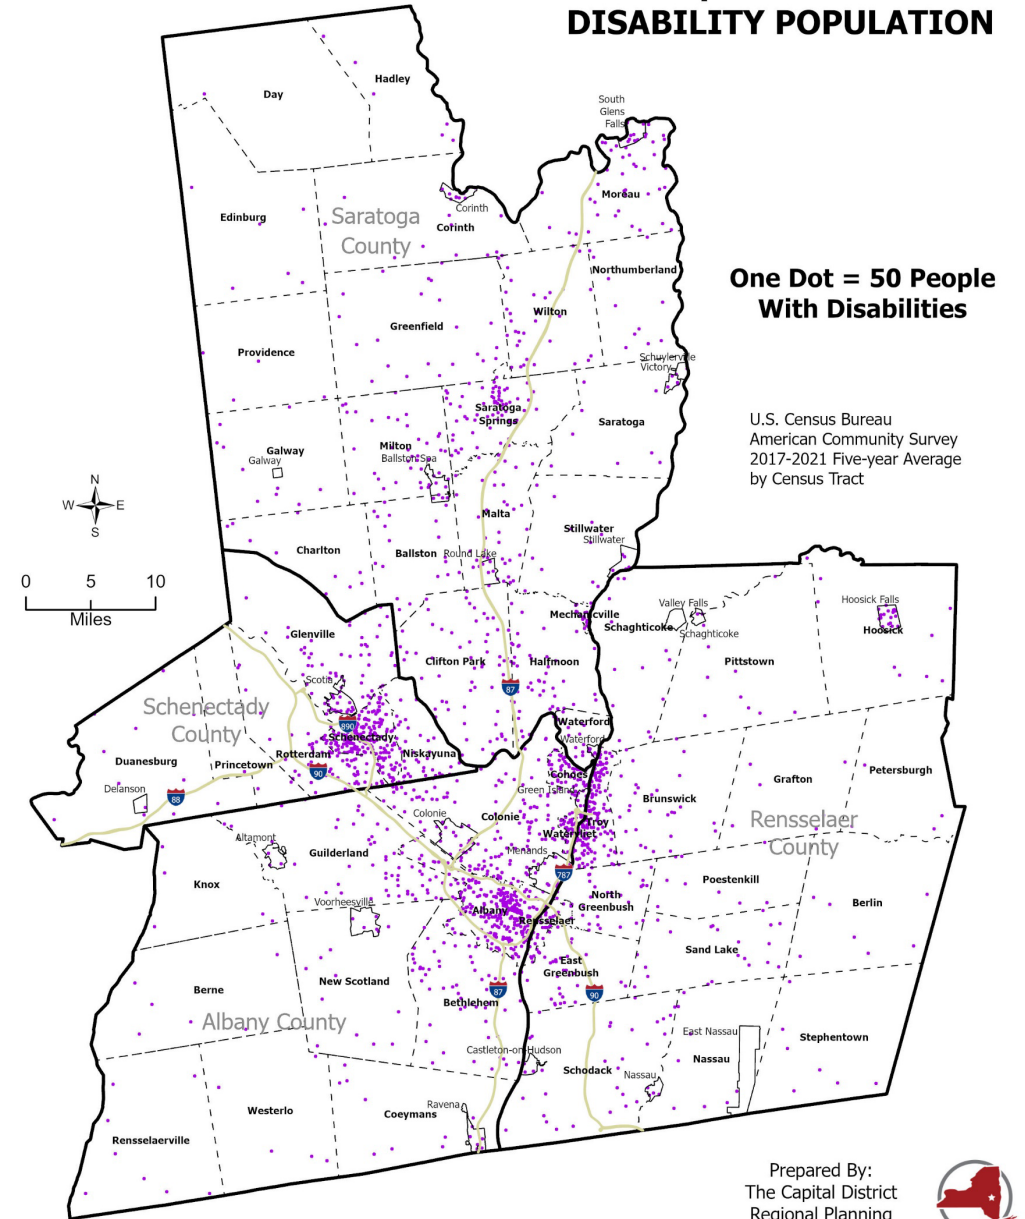 DISABILITY POPULATION
Hadley
Day
South
Glens
Falls
Moreau
Corinth
Corinth
Edinburg
Saratoga
County
Northumberland
One Dot = 50 People
With Disabilities
Wilton
Greenfield
Providence
Schuylerville
Victory
Saratoga
Springs
Saratoga
U.S. Census Bureau
American Community Survey
2017-2021 Five-year Average
by Census Tract
Milton
Ballston Spa
Galway
Galway
N
W
E
S
Malta
Stillwater
Stillwater
Charlton
Ballston
Round Lake
0 5 10
Miles
Mechanicville
Schaghticoke
Valley Falls
Schaghticoke
Hoosick Falls
Hoosick
Glenville
Clifton Park
Halfmoon
Pittstown
Scotia
87
Schenectady
County
890
Schenectady
Waterford
Waterford
Rotterdam
Niskayuna
Duanesburg
Princetown
90
Cohoes
Grafton
Petersburgh
Delanson
88
Green Island
Brunswick
Colonie
Colonie
Troy
Watervliet
Rensselaer
County
Altamont
Guilderland
Menands
787
Knox
Voorheesville
North
Greenbush
Poestenkill
Berlin
Albany
Rensselaer
Sand Lake
East
Greenbush
New Scotland
Berne
87
90
Bethlehem
Albany County
East Nassau
Stephentown
Castleton-on-Hudson
Nassau
Schodack
Nassau
Ravena
Westerlo
Coeymans
Rensselaerville
Prepared By:
The Capital District
Regional Planning